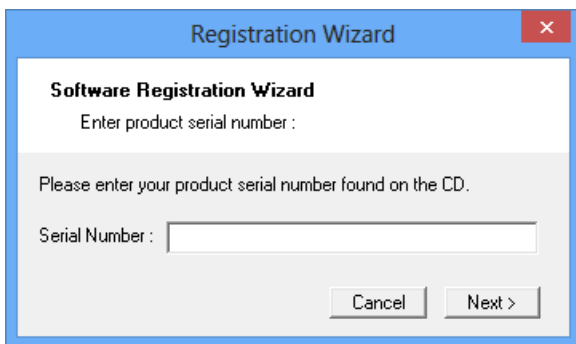 Registration Wizard
Software Registration Wizard
Enter product serial number :
Please enter your product serial number found on the CD.
Serial Number :
Cancel Next >